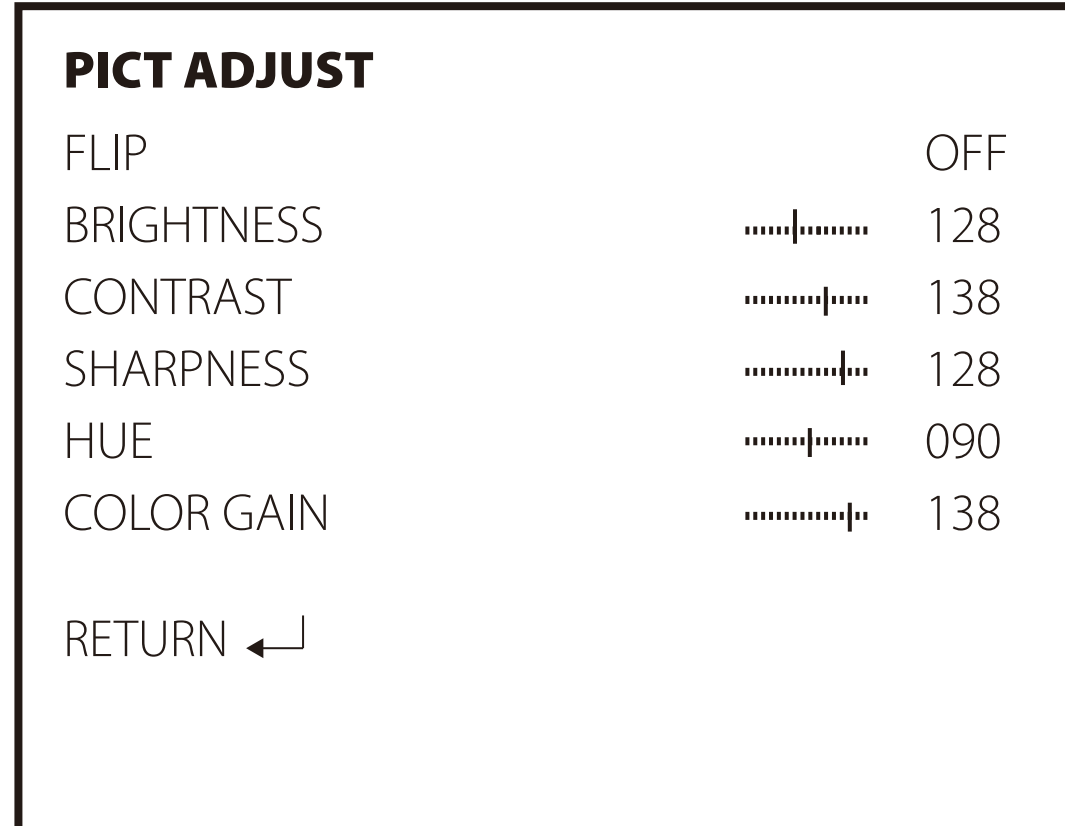 PICT ADJUST
FLIP OFF
BRIGHTNESS 128
CONTRAST 138
SHARPNESS 128
HUE 090
COLOR GAIN 138
RETURN